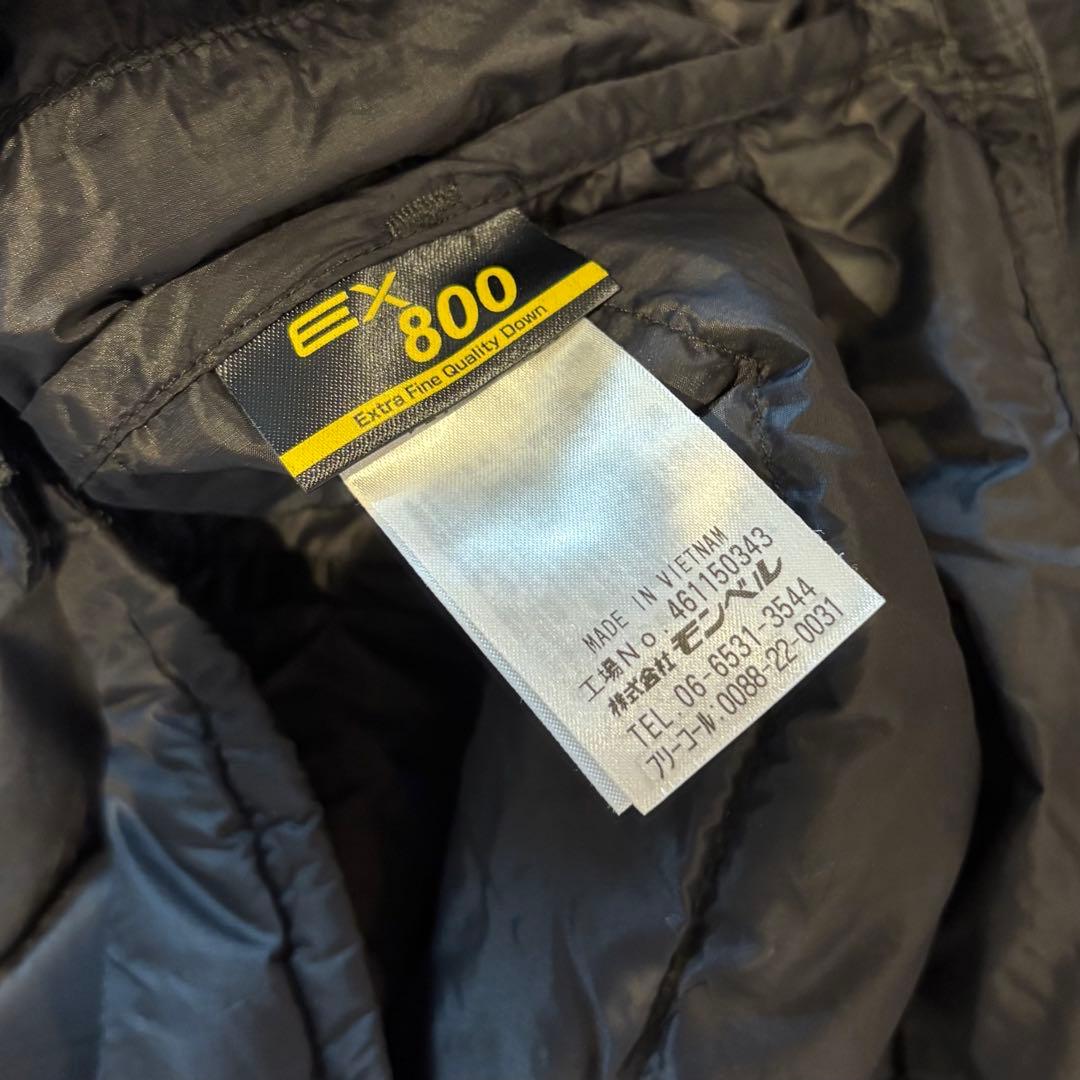 EX
800
Extra Fine Quality Down
MADE IN VIETNAM
工場No: 461150343
株式会社モンベル
TEL. 06-6531-3544
フリーコール: 0088-22-0031